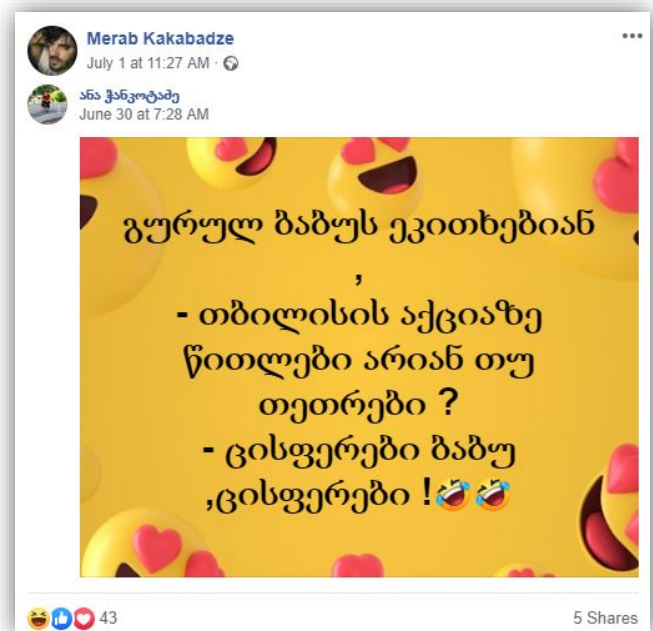 Merab Kakabadze
July 1 at 11:27 AM ·
ანა ჭანკოტაძე
June 30 at 7:28 AM
გურულ ბაბუს ეკითხებიან
,
- თბილისის აქციაზე
წითლები არიან თუ
თეთრები ?
- ცისფერები ბაბუ
,ცისფერები !🤣🤣
43
5 Shares